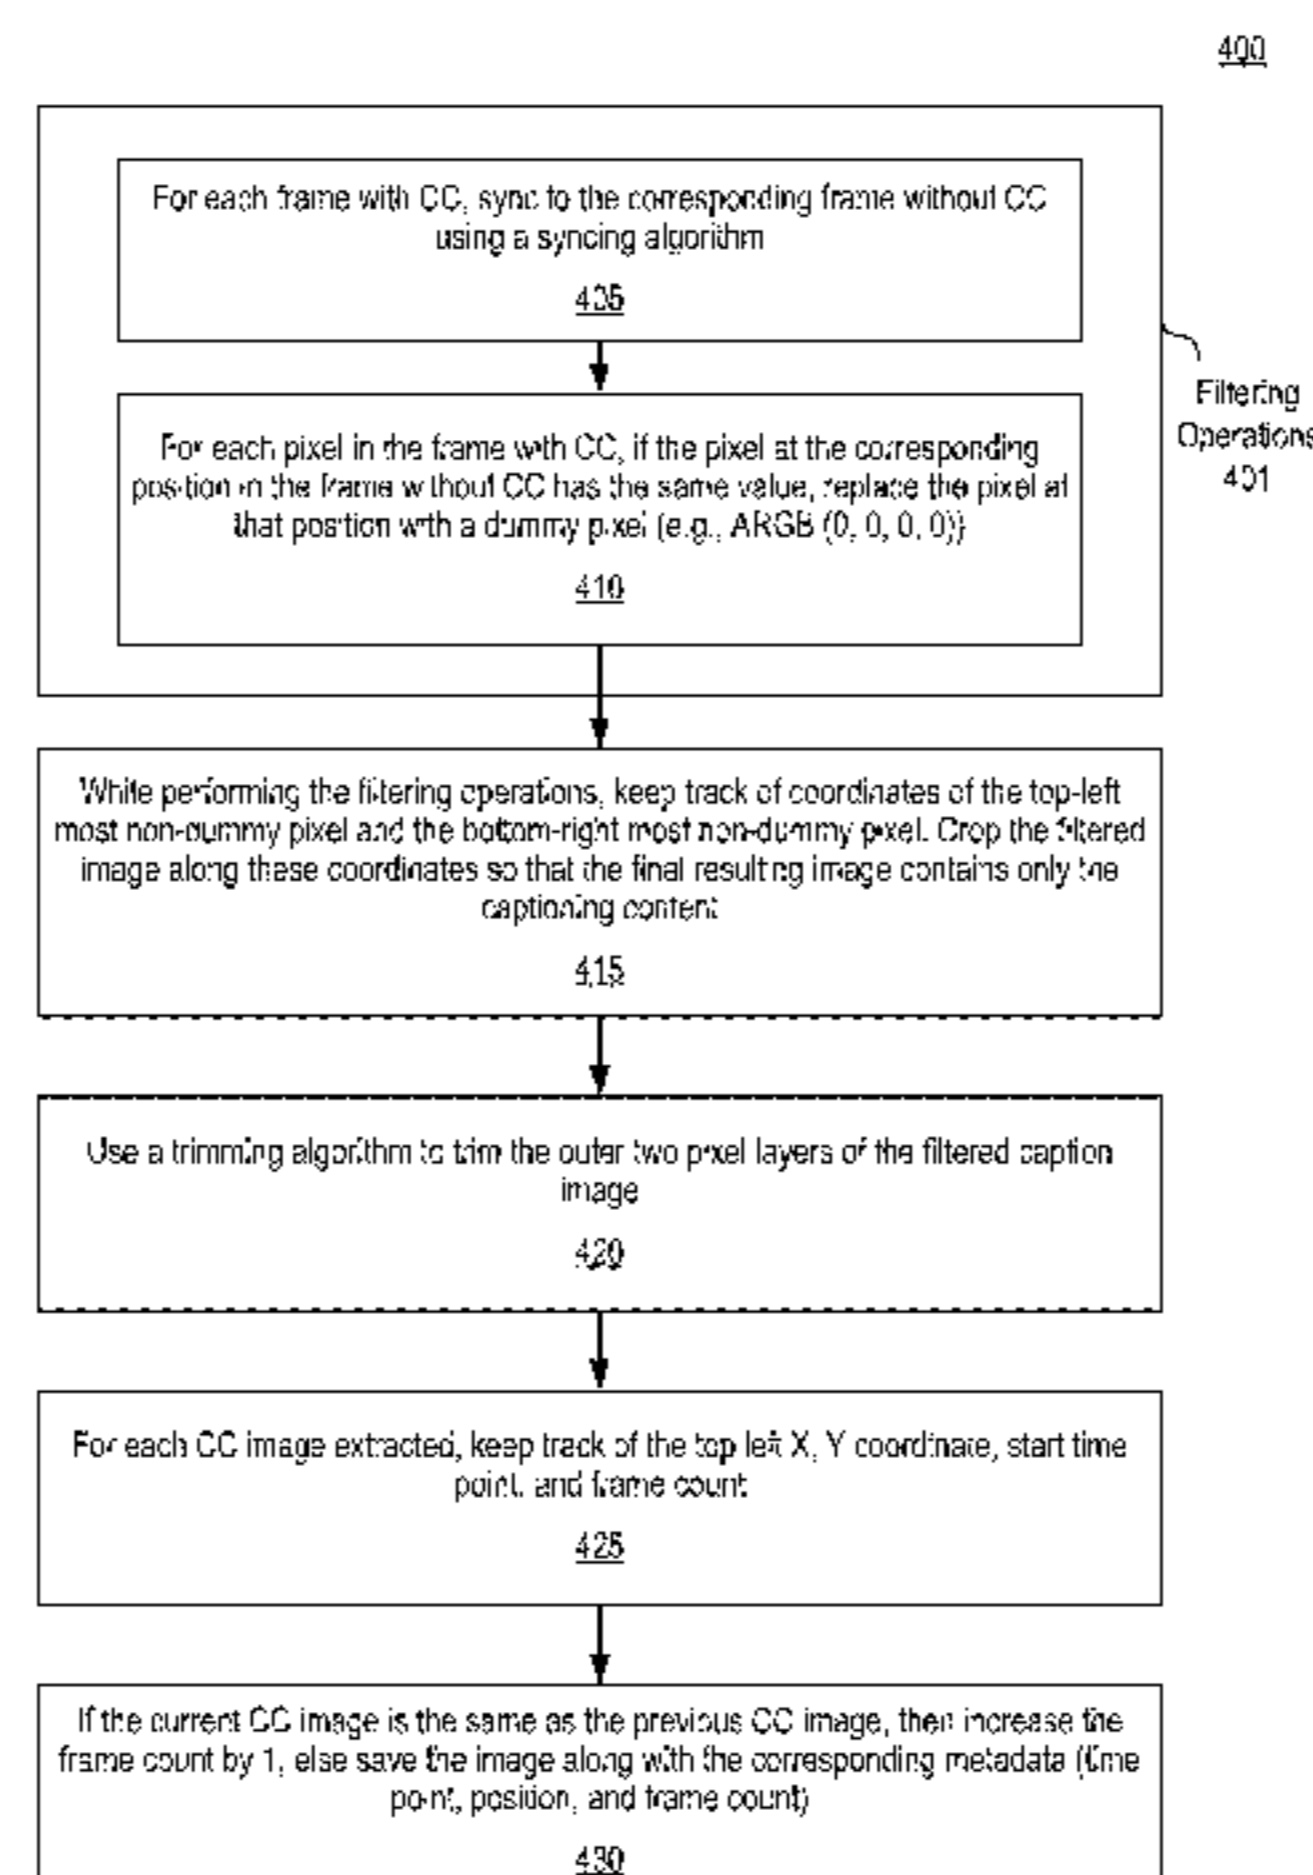 400
For each frame with CC, sync to the corresponding frame without CC
using a syncing algorithm
405
For each pixel in the frame with CC, if the pixel at the corresponding
position in the frame without CC has the same value, replace the pixel at
that position with a dummy pixel (e.g., ARGB (0, 0, 0, 0))
410
Filtering
Operations
401
While performing the filtering operations, keep track of coordinates of the top-left
most non-dummy pixel and the bottom-right most non-dummy pixel. Crop the filtered
image along these coordinates so that the final resulting image contains only the
captioning content
415
Use a trimming algorithm to trim the outer two pixel layers of the filtered caption
image
420
For each CC image extracted, keep track of the top left X, Y coordinate, start time
point, and frame count
425
If the current CC image is the same as the previous CC image, then increase the
frame count by 1, else save the image along with the corresponding metadata (time
point, position, and frame count)
430